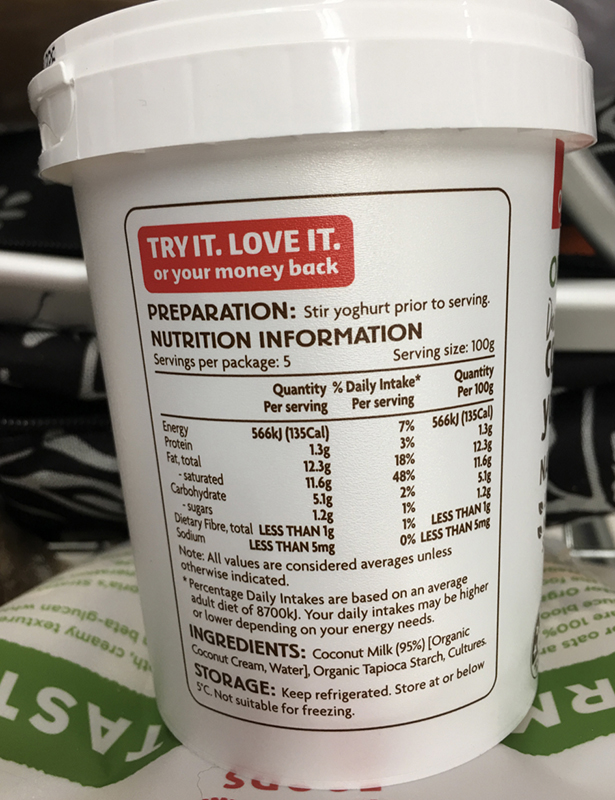 TRY IT. LOVE IT.
or your money back
PREPARATION: Stir yoghurt prior to serving.
NUTRITION INFORMATION
Servings per package: 5 Serving size: 100g
Quantity % Daily Intake* Quantity
Per serving Per serving Per 100g
Energy 566kJ (135Cal) 7% 566kJ (135Cal)
Protein 1.3g 3% 1.3g
Fat, total 12.3g 18% 12.3g
- saturated 11.6g 48% 11.6g
Carbohydrate 5.1g 2% 5.1g
- sugars 1.2g 1% 1.2g
Dietary Fibre, total LESS THAN 1g 1% LESS THAN 1g
Sodium LESS THAN 5mg 0% LESS THAN 5mg
Note: All values are considered averages unless
otherwise indicated.
*Percentage Daily Intakes are based on an average
adult diet of 8700kJ. Your daily intakes may be higher
or lower depending on your energy needs.
INGREDIENTS: Coconut Milk (95%) [Organic
Coconut Cream, Water], Organic Tapioca Starch, Cultures.
STORAGE: Keep refrigerated. Store at or below
5°C. Not suitable for freezing.
creamy texture
beta-glucan
TAST
FOODS